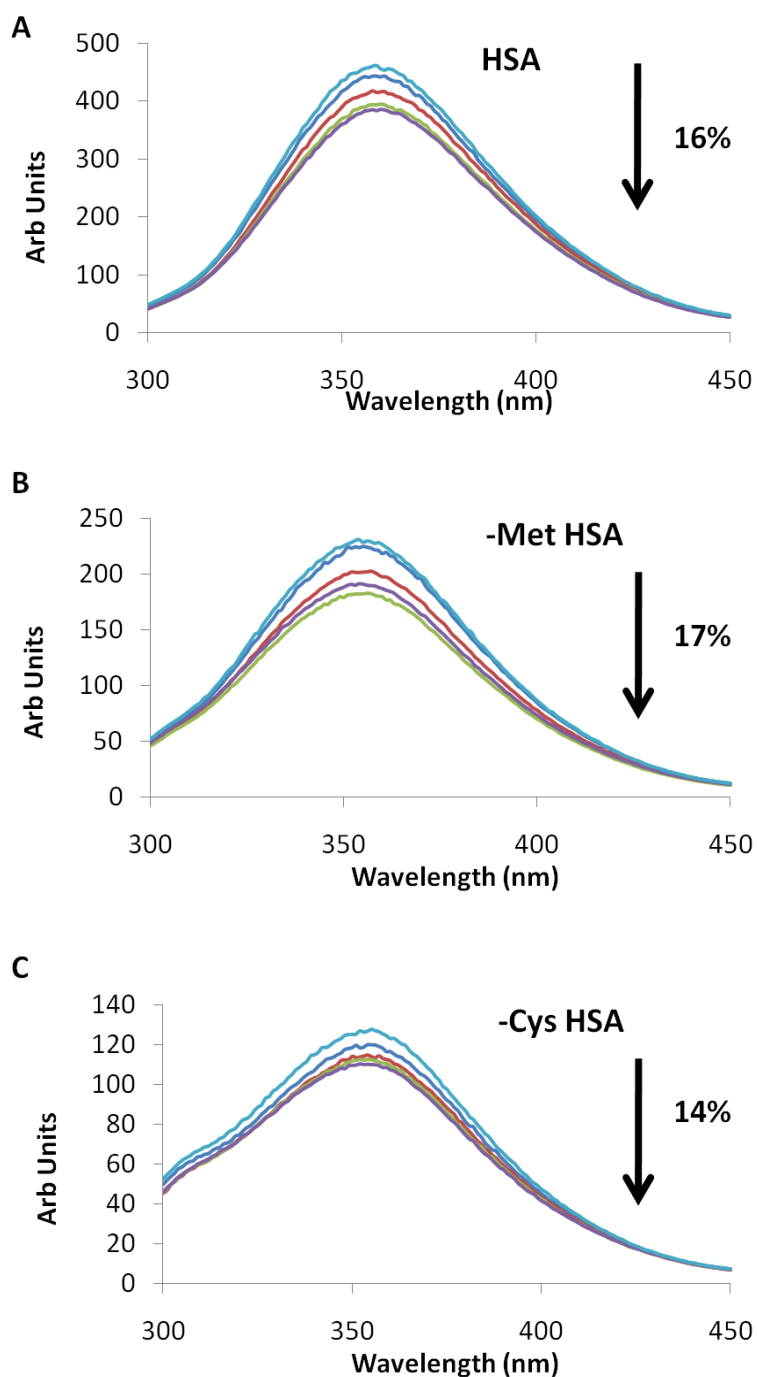 A
HSA
16%
500
400
300
200
100
0
Arb Units
300 350 400 450
Wavelength (nm)
B
-Met HSA
17%
250
200
150
100
50
0
Arb Units
300 350 400 450
Wavelength (nm)
C
-Cys HSA
14%
140
120
100
80
60
40
20
0
Arb Units
300 350 400 450
Wavelength (nm)